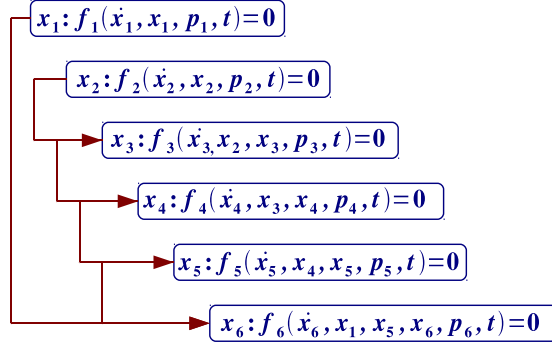 x₁: f₁(ẋ₁, x₁, p₁, t)=0
x₂: f₂(ẋ₂, x₂, p₂, t)=0
x₃: f₃(ẋ₃, x₂, x₃, p₃, t)=0
x₄: f₄(ẋ₄, x₃, x₄, p₄, t)=0
x₅: f₅(ẋ₅, x₄, x₅, p₅, t)=0
x₆: f₆(ẋ₆, x₁, x₅, x₆, p₆, t)=0